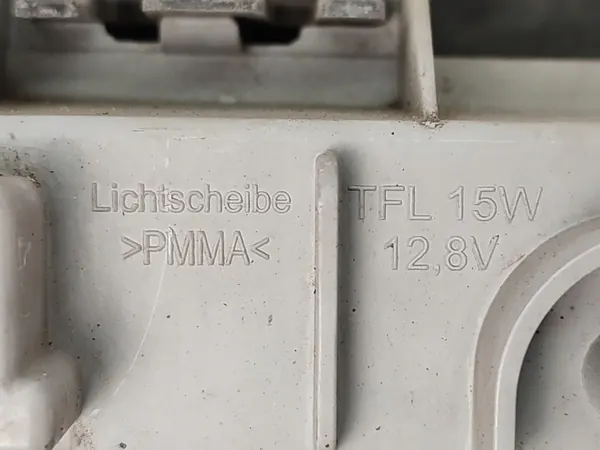 Lichtscheibe
>PMMA<
TFL 15W
12,8V